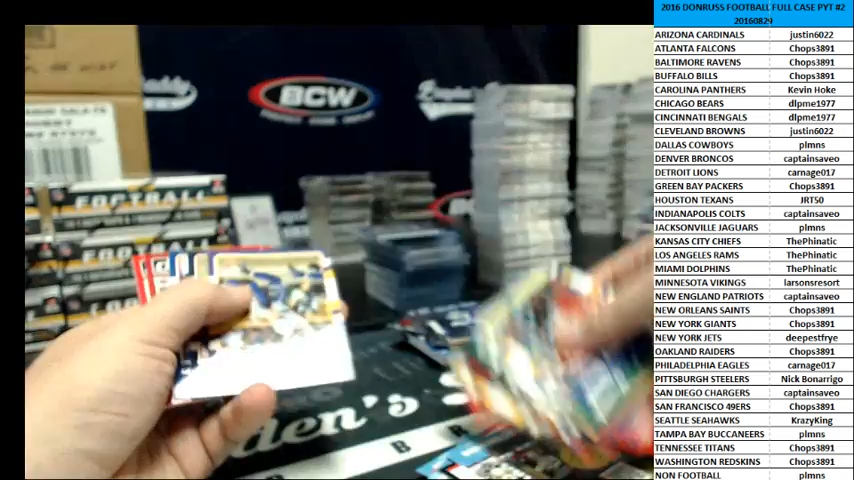 2016 DONRUSS FOOTBALL FULL CASE PYT #2
20160829
ARIZONA CARDINALS justin6022
ATLANTA FALCONS Chops3891
BALTIMORE RAVENS Chops3891
BUFFALO BILLS Chops3891
CAROLINA PANTHERS Kevin Hoke
CHICAGO BEARS dlpme1977
CINCINNATI BENGALS dlpme1977
CLEVELAND BROWNS justin6022
DALLAS COWBOYS plmns
DENVER BRONCOS captainsaveo
DETROIT LIONS carnage017
GREEN BAY PACKERS Chops3891
HOUSTON TEXANS JRT50
INDIANAPOLIS COLTS captainsaveo
JACKSONVILLE JAGUARS plmns
KANSAS CITY CHIEFS ThePhinatic
LOS ANGELES RAMS ThePhinatic
MIAMI DOLPHINS ThePhinatic
MINNESOTA VIKINGS larsonsresort
NEW ENGLAND PATRIOTS captainsaveo
NEW ORLEANS SAINTS Chops3891
NEW YORK GIANTS Chops3891
NEW YORK JETS deepestfrye
OAKLAND RAIDERS Chops3891
PHILADELPHIA EAGLES carnage017
PITTSBURGH STEELERS Nick Bonarrigo
SAN DIEGO CHARGERS captainsaveo
SAN FRANCISCO 49ERS Chops3891
SEATTLE SEAHAWKS KrazyKing
TAMPA BAY BUCCANEERS plmns
TENNESSEE TITANS Chops3891
WASHINGTON REDSKINS Chops3891
NON FOOTBALL plmns
BCW
FOOTBALL